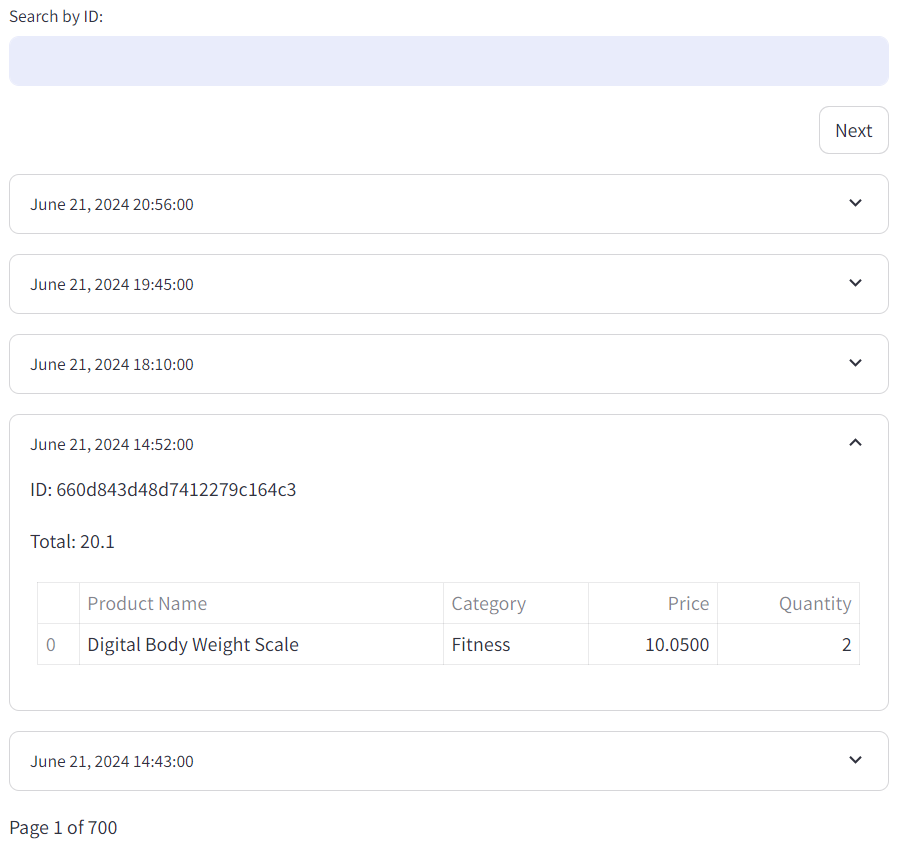 Search by ID:
Next
June 21, 2024 20:56:00
June 21, 2024 19:45:00
June 21, 2024 18:10:00
June 21, 2024 14:52:00
ID: 660d843d48d7412279c164c3
Total: 20.1
Product Name Category Price Quantity
0 Digital Body Weight Scale Fitness 10.0500 2
June 21, 2024 14:43:00
Page 1 of 700